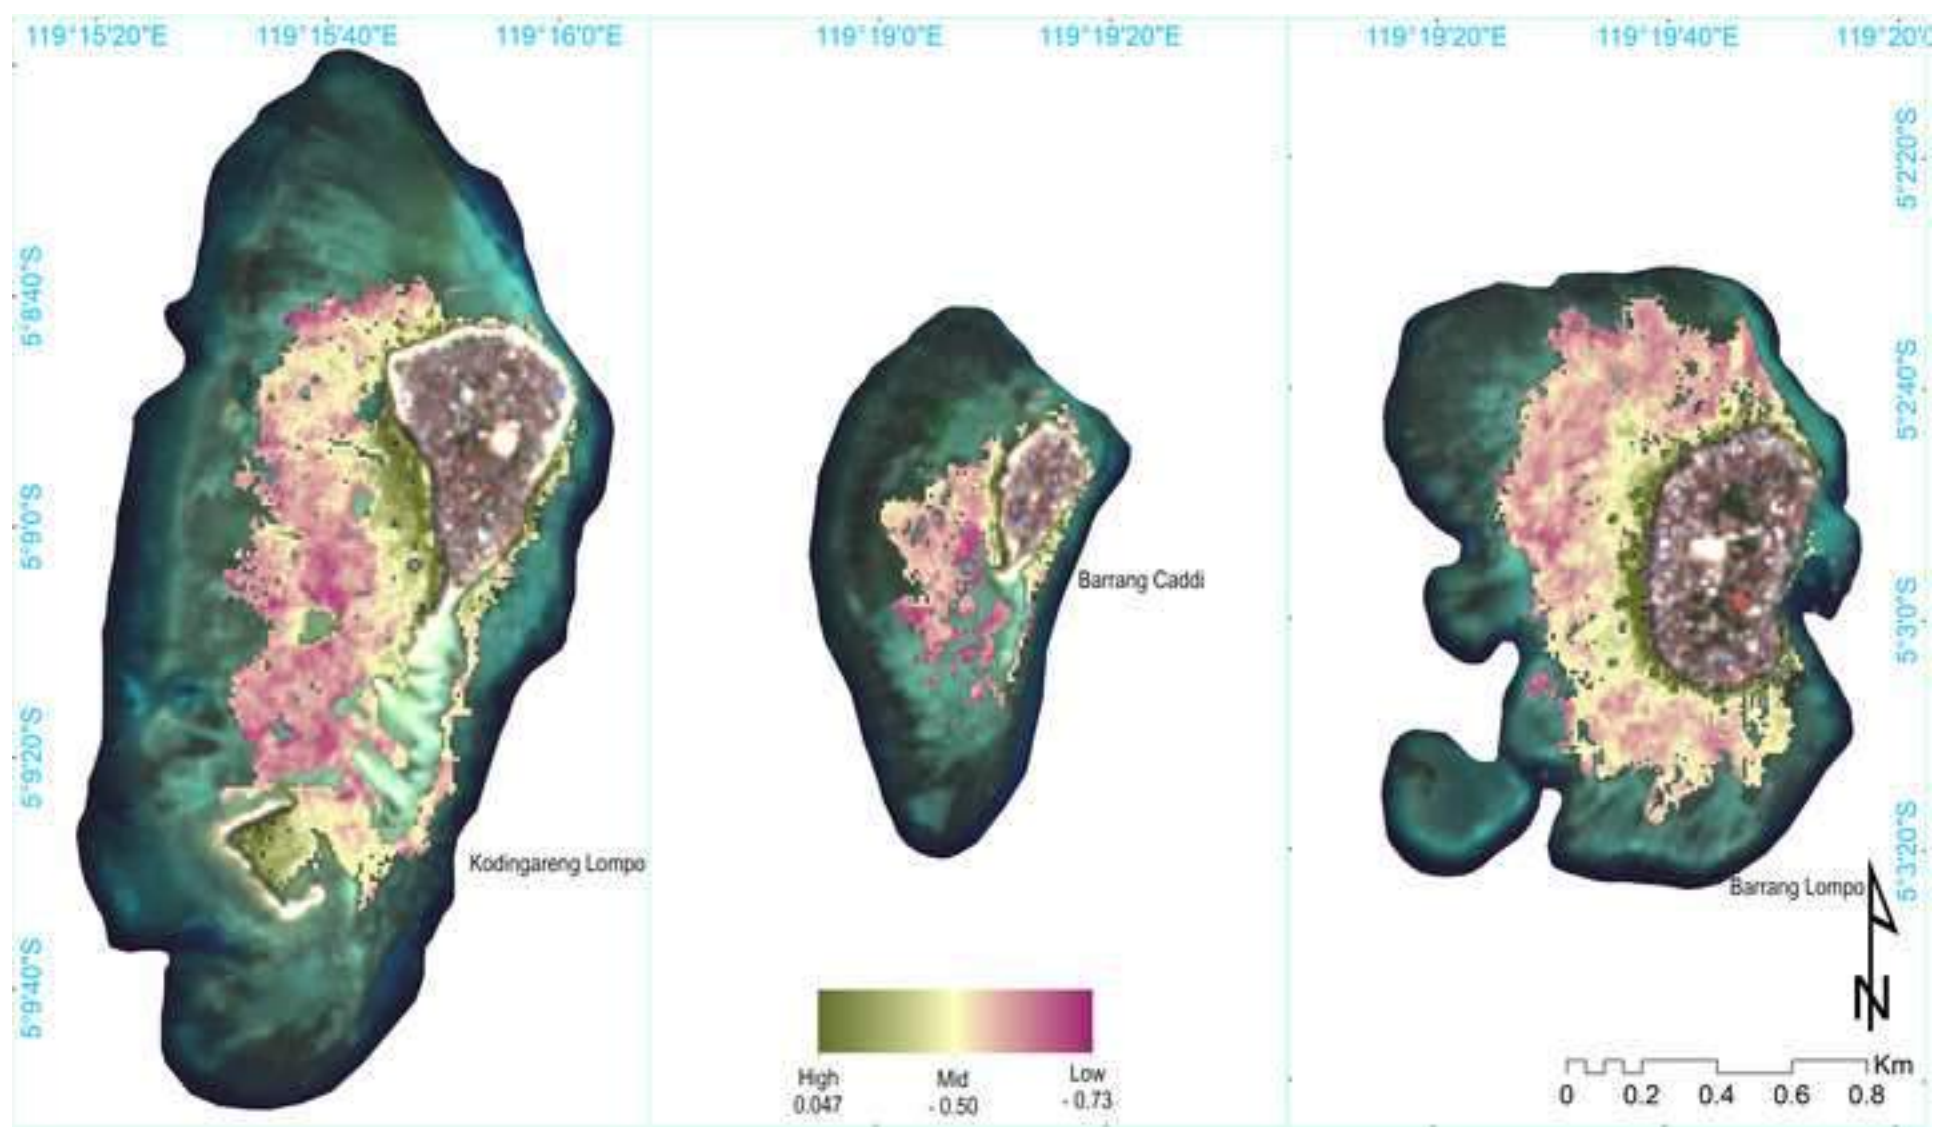 119°15'20"E 119°15'40"E 119°16'0"E 119°19'0"E 119°19'20"E 119°19'20"E 119°19'40"E 119°20'0
5°8'40"S
5°9'0"S
5°9'20"S
5°9'40"S
5°2'20"S
5°2'40"S
5°3'0"S
5°3'20"S
Kodingareng Lompo
Barrang Caddi
Barrang Lompo
N
High Mid Low
0.047 - 0.50 - 0.73
Km
0 0.2 0.4 0.6 0.8